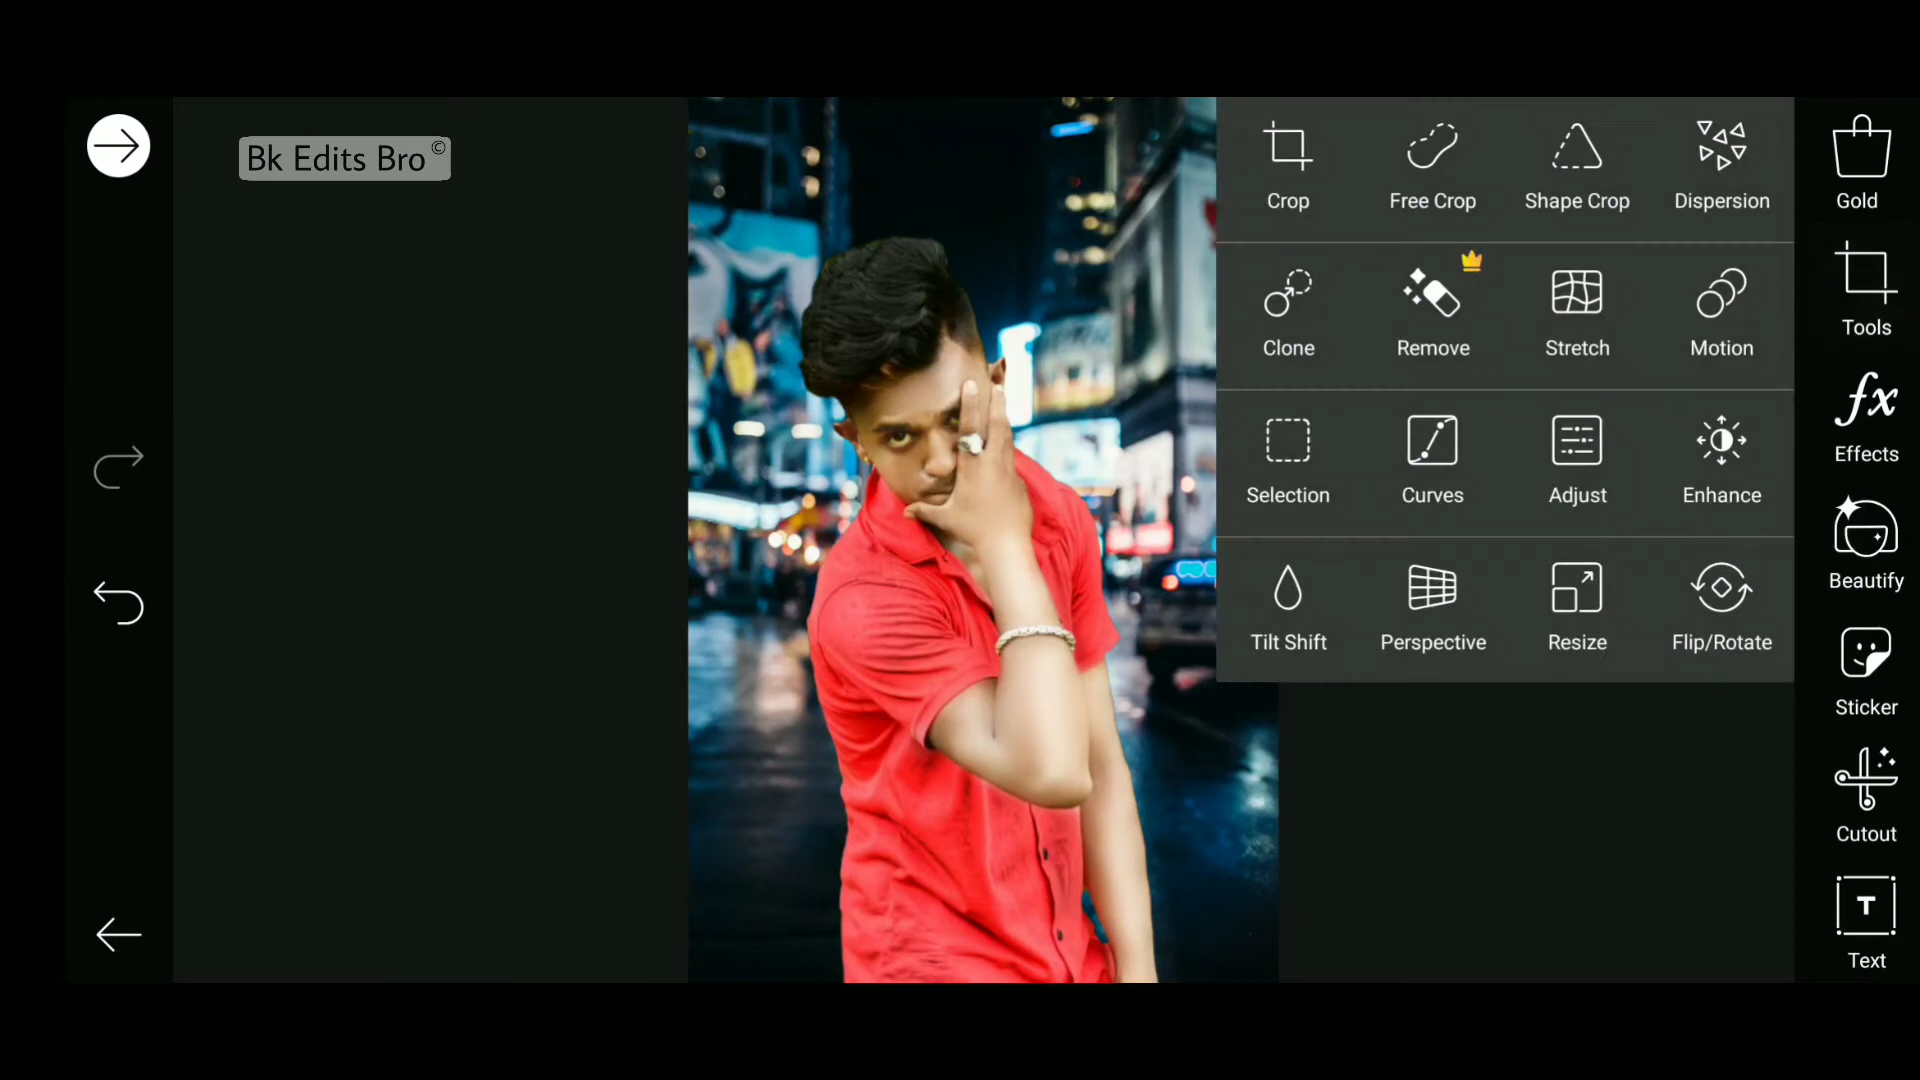 Bk Edits Bro©
Crop Free Crop Shape Crop Dispersion
Clone Remove Stretch Motion
Selection Curves Adjust Enhance
Tilt Shift Perspective Resize Flip/Rotate
Gold
Tools
fx
Effects
Beautify
Sticker
Cutout
T
Text